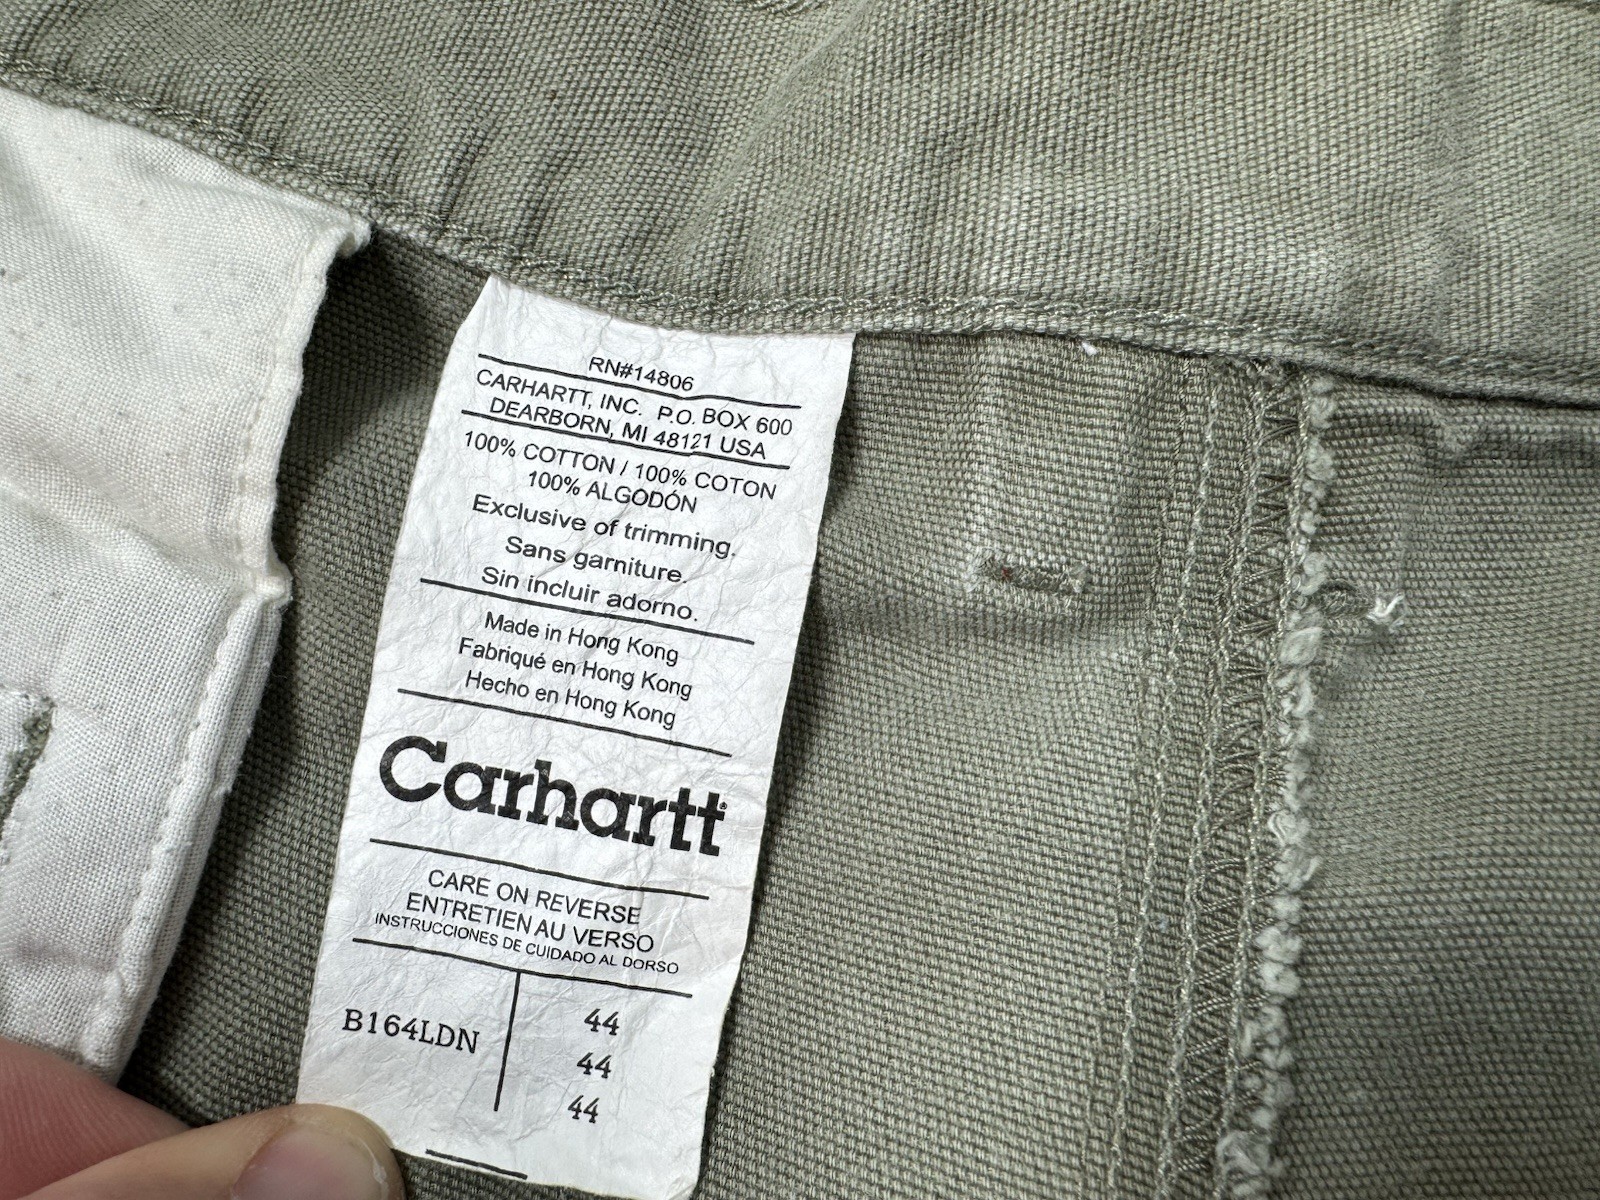 RN#14806
CARHARTT, INC. P.O. BOX 600
DEARBORN, MI 48121 USA
100% COTTON / 100% COTON
100% ALGODÓN
Exclusive of trimming.
Sans garniture.
Sin incluir adorno.
Made in Hong Kong
Fabriqué en Hong Kong
Hecho en Hong Kong
Carhartt®
CARE ON REVERSE
ENTRETIEN AU VERSO
INSTRUCCIONES DE CUIDADO AL DORSO
B164LDN
44
44
44